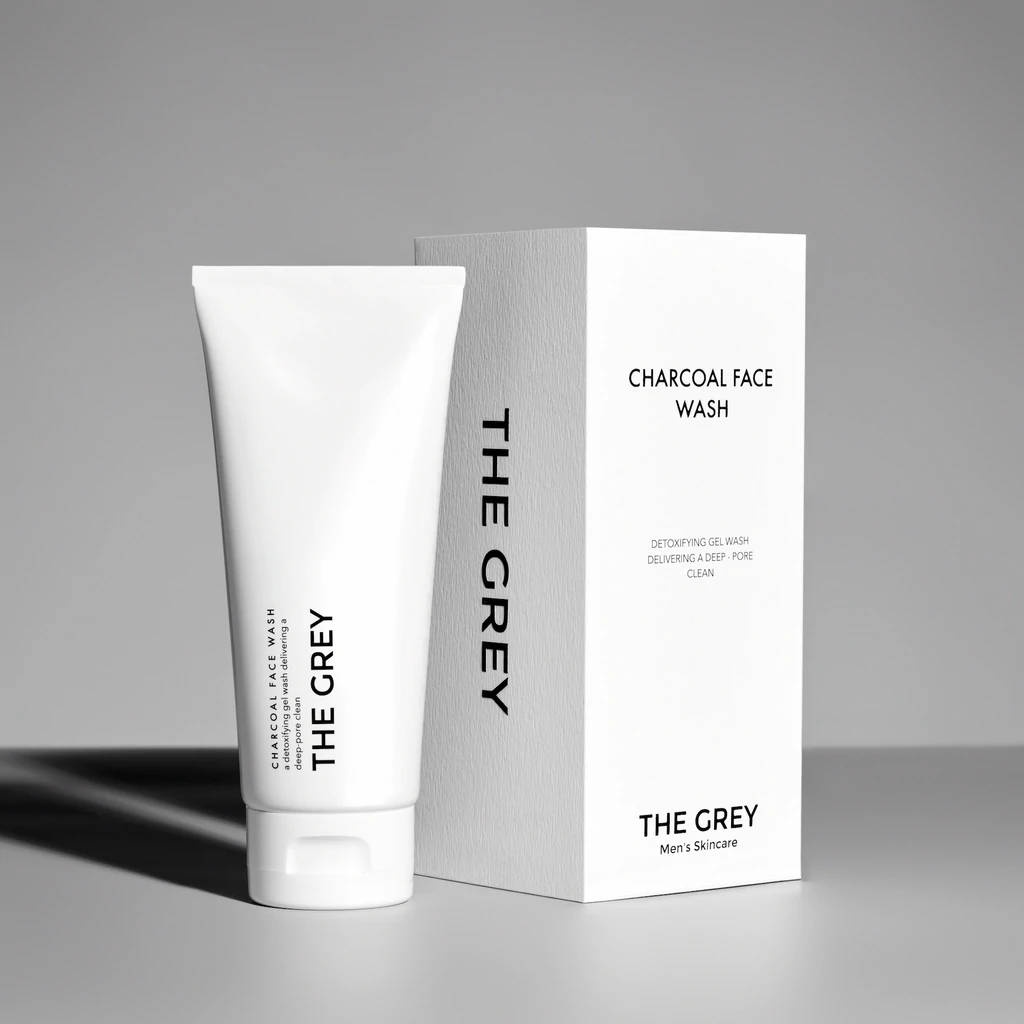 CHARCOAL FACE WASH
a detoxifying gel wash delivering a
deep-pore clean
THE GREY
THE GREY
CHARCOAL FACE
WASH
DETOXIFYING GEL WASH
DELIVERING A DEEP - PORE
CLEAN
THE GREY
Men's Skincare